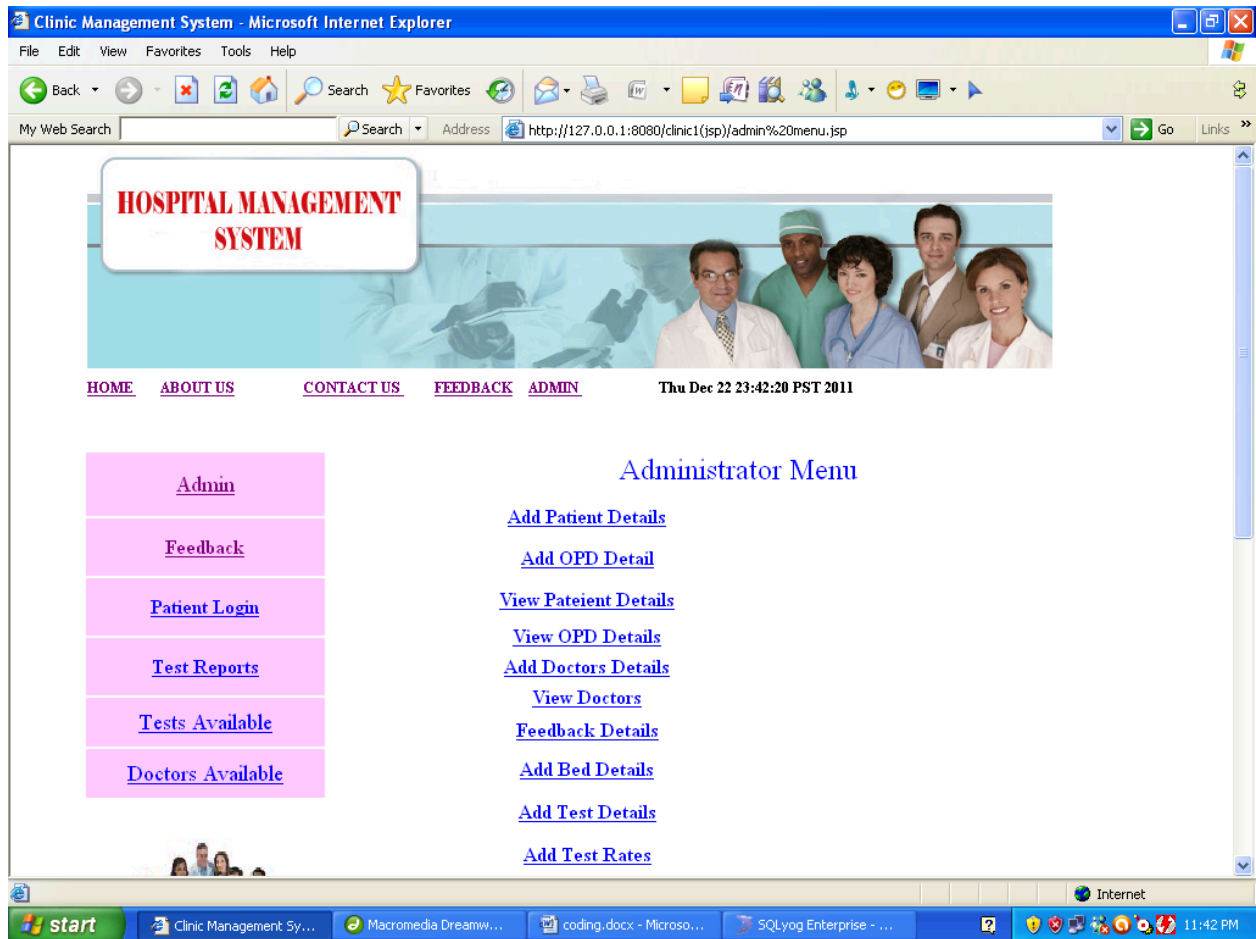 Clinic Management System - Microsoft Internet Explorer
File Edit View Favorites Tools Help
Back Search Favorites
My Web Search Search Address http://127.0.0.1:8080/clinic1(jsp)/admin%20menu.jsp Go Links »
HOSPITAL MANAGEMENT
SYSTEM
HOME ABOUT US CONTACT US FEEDBACK ADMIN Thu Dec 22 23:42:20 PST 2011
Administrator Menu
Admin
Feedback
Patient Login
Test Reports
Tests Available
Doctors Available
Add Patient Details
Add OPD Detail
View Pateient Details
View OPD Details
Add Doctors Details
View Doctors
Feedback Details
Add Bed Details
Add Test Details
Add Test Rates
Internet
start Clinic Management Sy... Macromedia Dreamw... coding.docx - Microso... SQLyog Enterprise - ... 11:42 PM